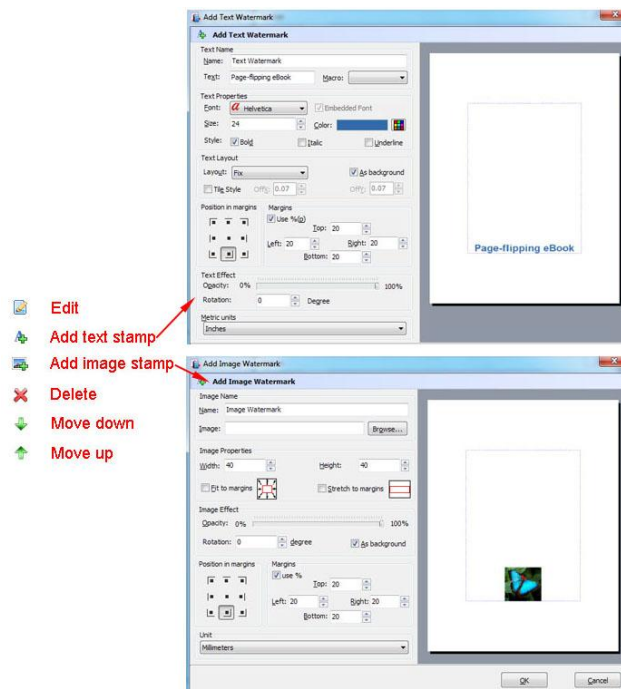 Add Text Watermark
Add Text Watermark
Text Name
Name: Text Watermark
Text: Page-flipping eBook Macro:
Text Properties
Font: a Helvetica Embedded Font
Size: 24 Color:
Style: Bold Italic Underline
Text Layout
Layout: Fix As background
Tile Style 0.07 0.07
Position in margins Margins
Use %(p)
Top: 20
Left: 20 Right: 20
Bottom: 20
Text Effect
Opacity: 0% 100%
Rotation: 0 Degree
Metric units
Inches
Page-flipping eBook
Edit
Add text stamp
Add image stamp
Delete
Move down
Move up
Add Image Watermark
Add Image Watermark
Image Name
Name: Image Watermark
Image: Browse...
Image Properties
Width: 40 Height: 40
Fit to margins Stretch to margins
Image Effect
Opacity: 0% 100%
Rotation: 0 degree As background
Position in margins Margins
use %
Top: 20
Left: 20 Right: 20
Bottom: 20
Unit
Millimeters
OK Cancel